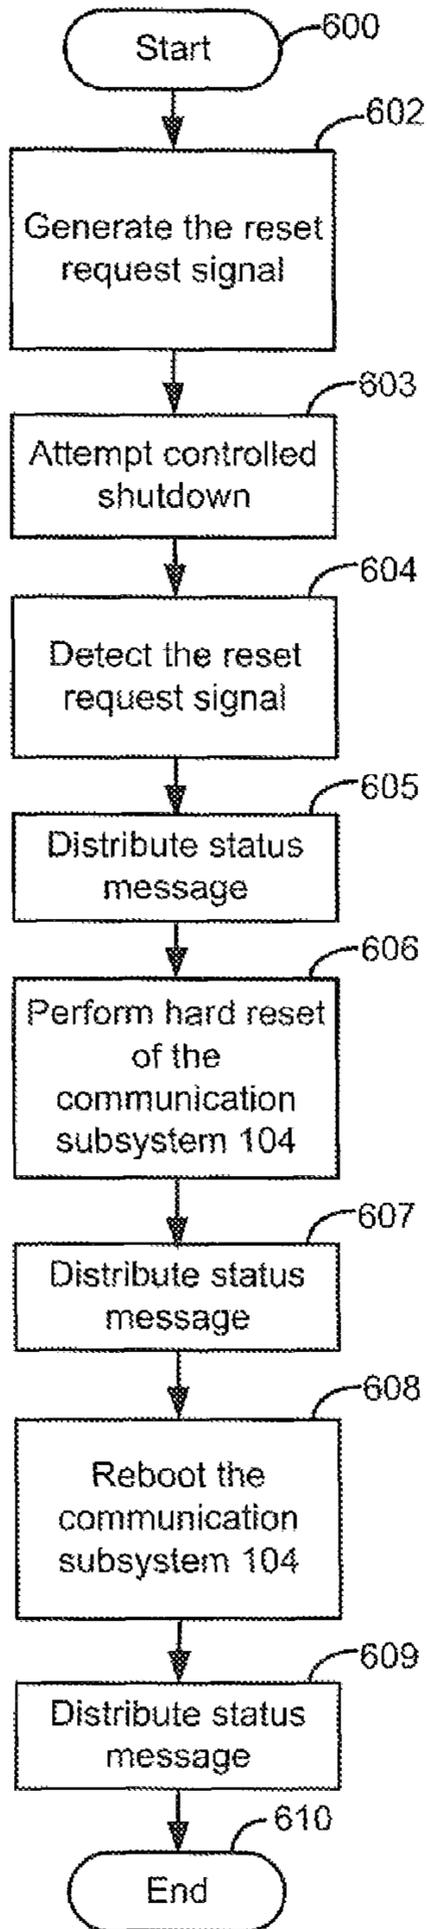 Start
600
602
Generate the reset
request signal
603
Attempt controlled
shutdown
604
Detect the reset
request signal
605
Distribute status
message
606
Perform hard reset
of the
communication
subsystem 104
607
Distribute status
message
608
Reboot the
communication
subsystem 104
609
Distribute status
message
610
End